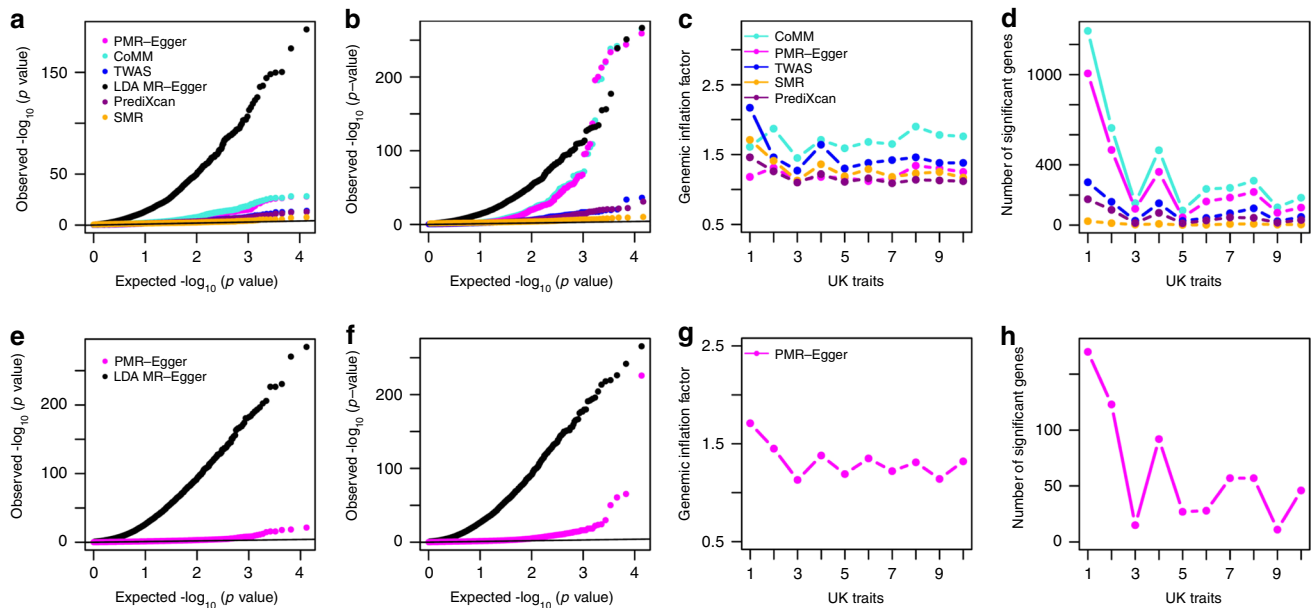 a
Observed -log10 (p value)
150
100
50
0
PMR–Egger
CoMM
TWAS
LDA MR–Egger
PrediXcan
SMR
0 1 2 3 4
Expected -log10 (p value)
b
Observed -log10 (p–value)
200
100
50
0
0 1 2 3 4
Expected -log10 (p value)
c
Genemic inflation factor
2.5
1.5
0.5
CoMM
PMR–Egger
TWAS
SMR
PrediXcan
1 3 5 7 9
UK traits
d
Number of significant genes
1000
400
0
1 3 5 7 9
UK traits
e
Observed -log10 (p value)
200
100
0
PMR–Egger
LDA MR–Egger
0 1 2 3 4
Expected -log10 (p value)
f
Observed -log10 (p–value)
200
100
50
0
0 1 2 3 4
Expected -log10 (p value)
g
Genemic inflation factor
2.5
1.5
0.5
PMR–Egger
1 3 5 7 9
UK traits
h
Number of significant genes
100
50
0
1 3 5 7 9
UK traits